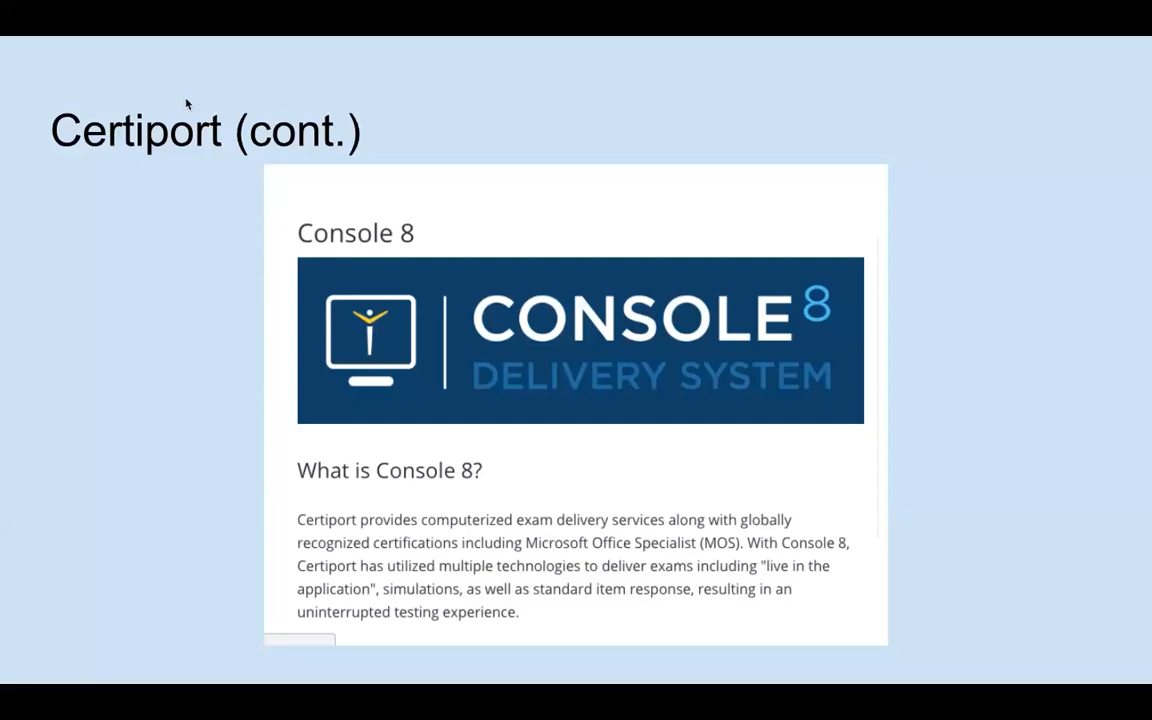 Certiport (cont.)
Console 8
CONSOLE 8
DELIVERY SYSTEM
What is Console 8?
Certiport provides computerized exam delivery services along with globally
recognized certifications including Microsoft Office Specialist (MOS). With Console 8,
Certiport has utilized multiple technologies to deliver exams including "live in the
application", simulations, as well as standard item response, resulting in an
uninterrupted testing experience.